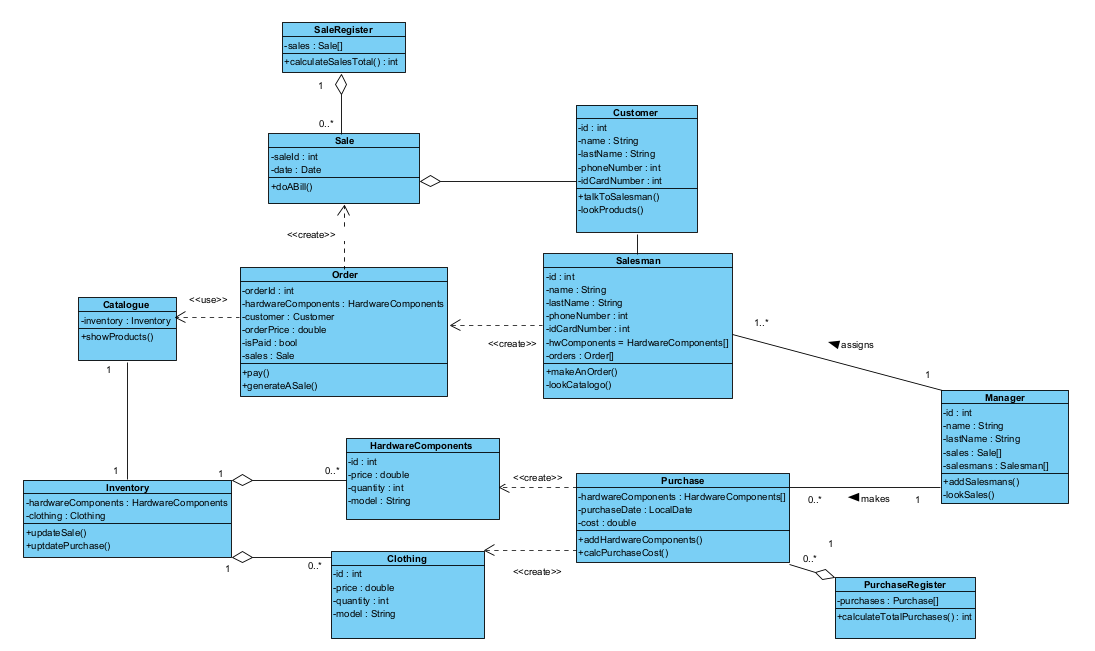 SaleRegister
-sales : Sale[]
+calculateSalesTotal() : int
1
0..*
Sale
-saleId : int
-date : Date
+doABill()
Customer
-id : int
-name : String
-lastName : String
-phoneNumber : int
-idCardNumber : int
+talkToSalesman()
-lookProducts()
<<create>>
Order
-orderId : int
-hardwareComponents : HardwareComponents
-customer : Customer
-orderPrice : double
-isPaid : bool
-sales : Sale
+pay()
+generateASale()
<<use>>
Catalogue
-inventory : Inventory
+showProducts()
1
1
Salesman
-id : int
-name : String
-lastName : String
-phoneNumber : int
-idCardNumber : int
-hwComponents = HardwareComponents[]
-orders : Order[]
+makeAnOrder()
-lookCatalogo()
<<create>>
1..*
assigns
1
Manager
-id : int
-name : String
-lastName : String
-sales : Sale[]
-salesmans : Salesman[]
+addSalesmans()
-lookSales()
HardwareComponents
-id : int
-price : double
-quantity : int
-model : String
1
0..*
Inventory
-hardwareComponents : HardwareComponents
-clothing : Clothing
+updateSale()
+uptdatePurchase()
1
0..*
Clothing
-id : int
-price : double
-quantity : int
-model : String
<<create>>
<<create>>
Purchase
-hardwareComponents : HardwareComponents[]
-purchaseDate : LocalDate
-cost : double
+addHardwareComponents()
+calcPurchaseCost()
0..*
makes
1
1
0..*
PurchaseRegister
-purchases : Purchase[]
+calculateTotalPurchases() : int